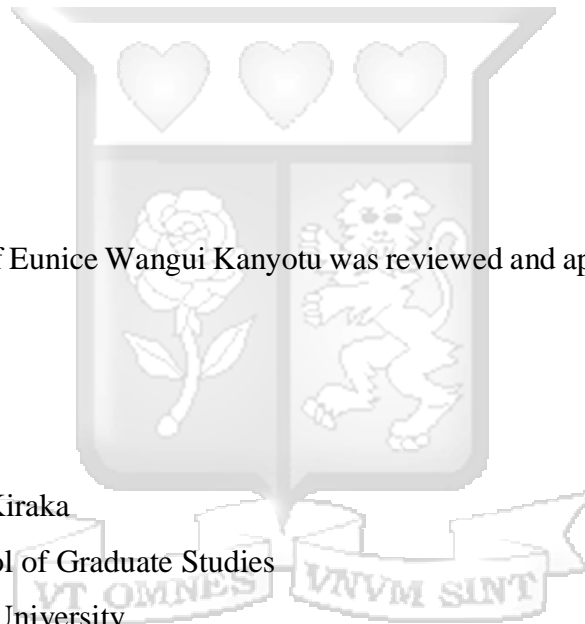 f Eunice Wangui Kanyotu was reviewed and ap
Kiraka
ol of Graduate Studies
VT OMNES VNVM SINT
University